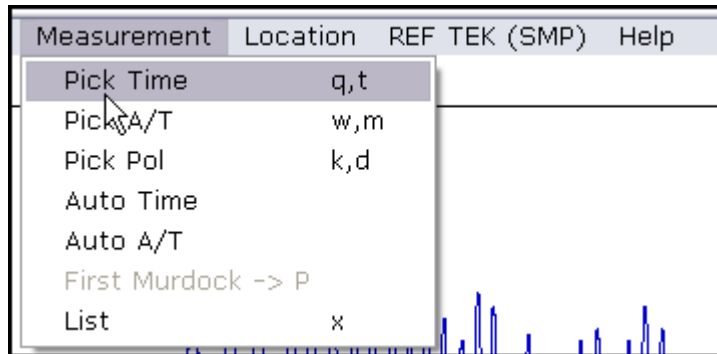 Measurement Location REF TEK (SMP) Help
Pick Time q,t
Pick A/T w,m
Pick Pol k,d
Auto Time
Auto A/T
First Murdock -> P
List x